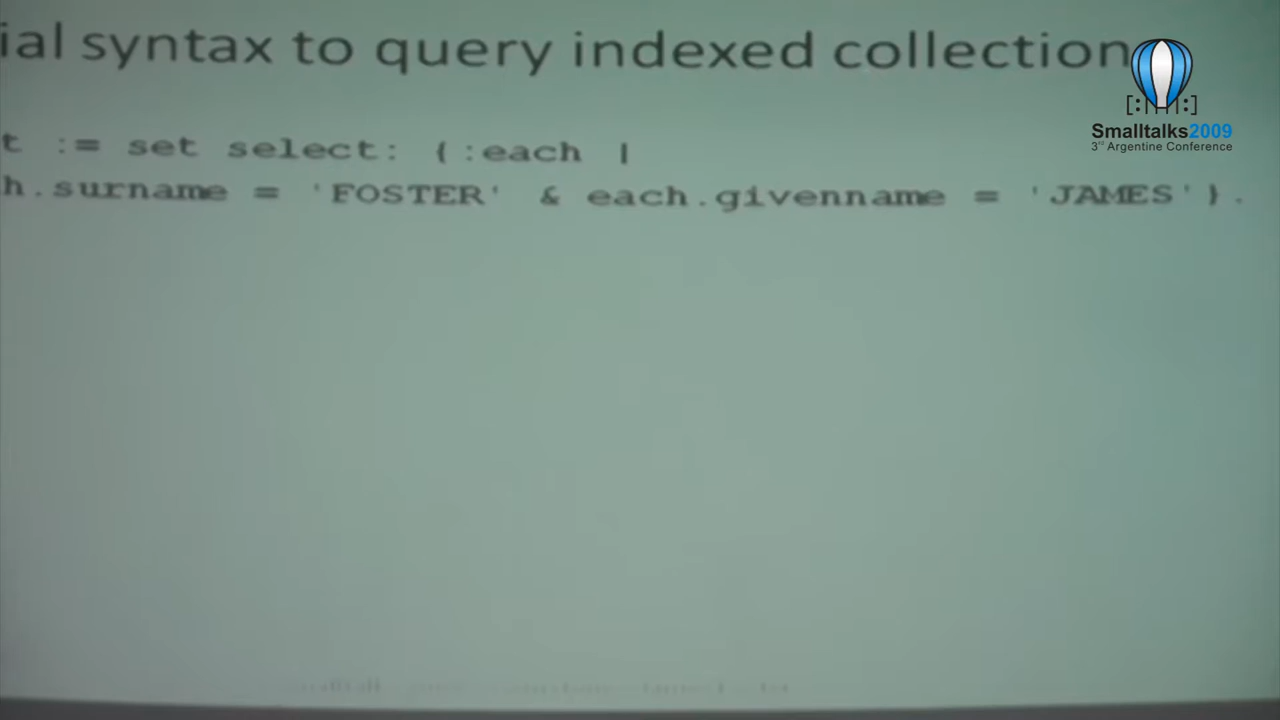 ial syntax to query indexed collection
t := set select: { :each |
h.surname = 'FOSTER' & each.givenname = 'JAMES'}.
[:||||:]
Smalltalks2009
3rd Argentine Conference